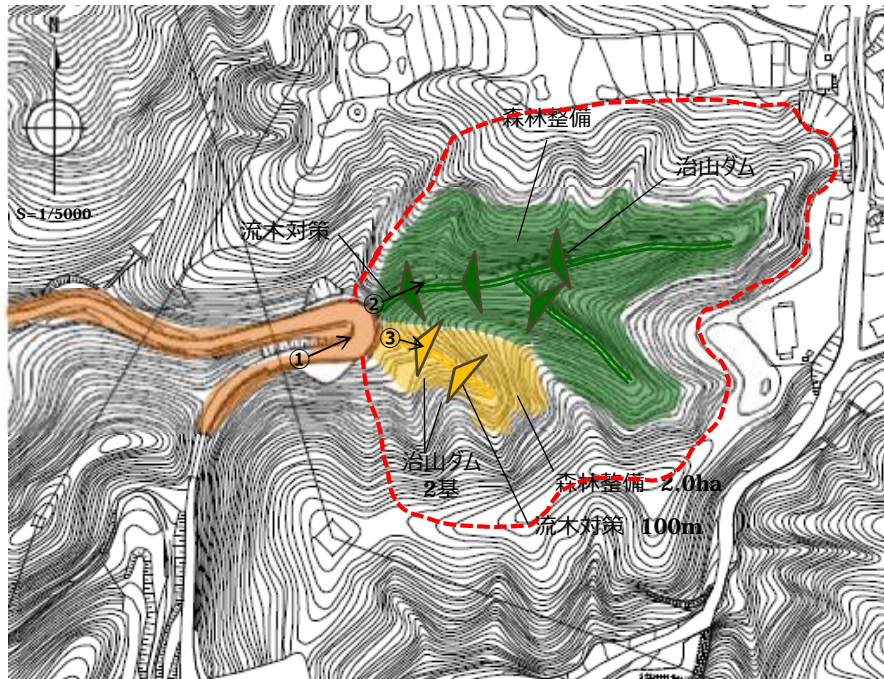 N
森林整備
治山ダム
S=1/5000
流木対策
②
③
①
治山ダム
2基
森林整備 2.0ha
流木対策 100m